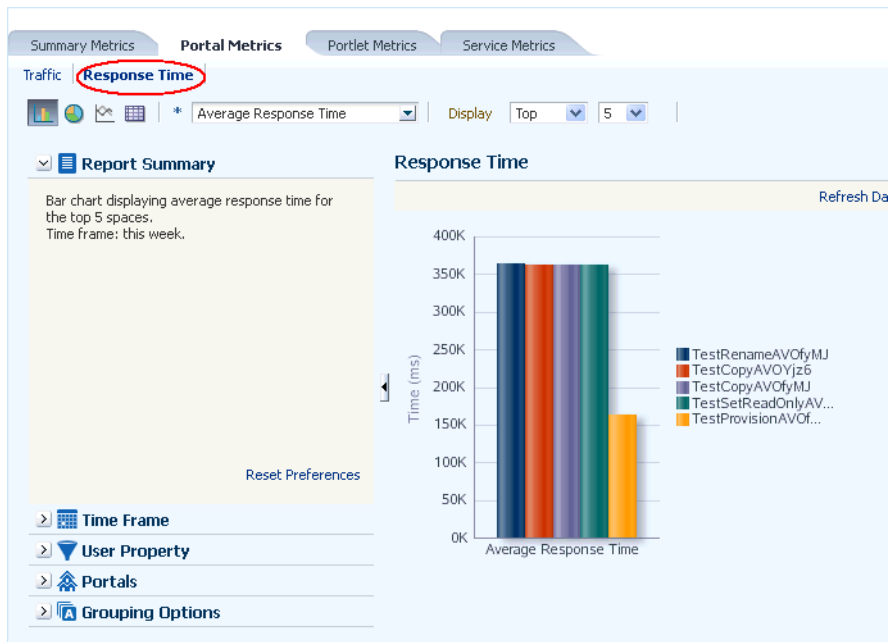 Summary Metrics
Portal Metrics
Portlet Metrics
Service Metrics
Traffic
Response Time
* Average Response Time
Display
Top
5
Report Summary
Bar chart displaying average response time for
the top 5 spaces.
Time frame: this week.
Reset Preferences
Time Frame
User Property
Portals
Grouping Options
Response Time
Refresh Da
400K
350K
300K
250K
200K
150K
100K
50K
0K
Time (ms)
Average Response Time
TestRenameAVOfyMJ
TestCopyAVOYjz6
TestCopyAVOfyMJ
TestSetReadOnlyAV...
TestProvisionAVOf...